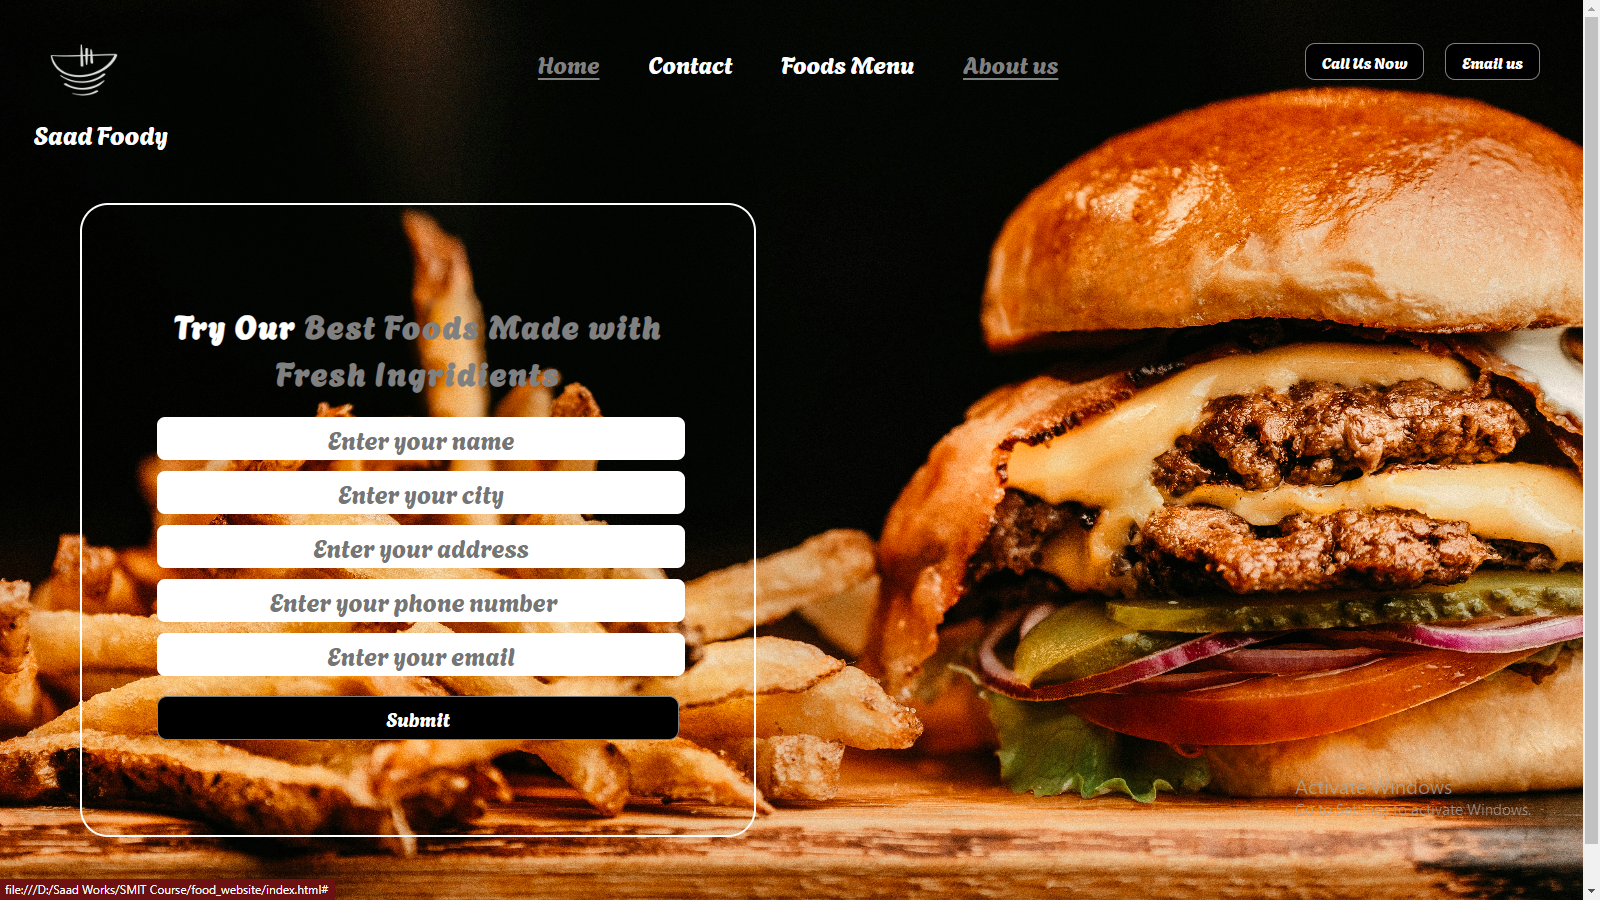 Home Contact Foods Menu About us Call Us Now Email us
Saad Foody
Try Our Best Foods Made with
Fresh Ingridients
Enter your name
Enter your city
Enter your address
Enter your phone number
Enter your email
Submit
Activate Windows
Go to Settings to activate Windows.
file:///D:/Saad Works/SMIT Course/food_website/index.html#